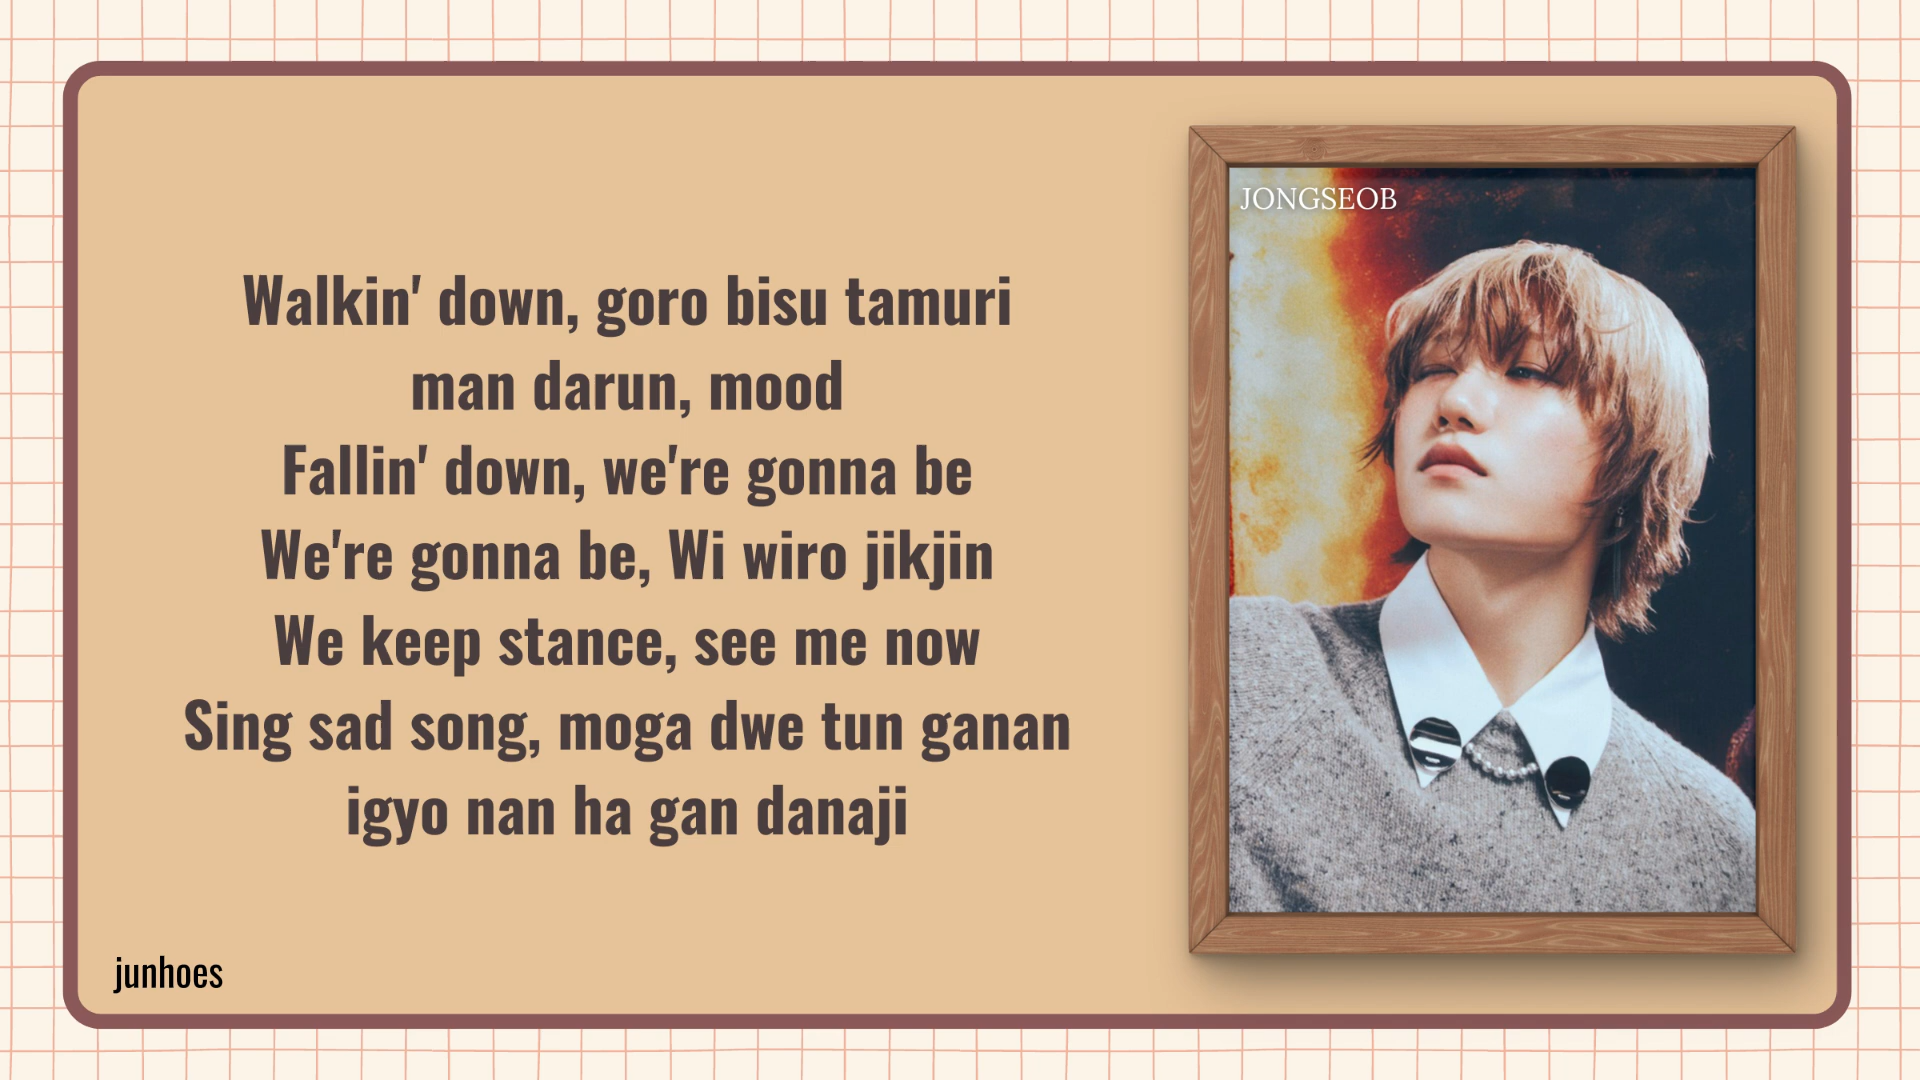 JONGSEOB
Walkin' down, goro bisu tamuri
man darun, mood
Fallin' down, we're gonna be
We're gonna be, Wi wiro jikjin
We keep stance, see me now
Sing sad song, moga dwe tun ganan
igyo nan ha gan danaji
junhoes